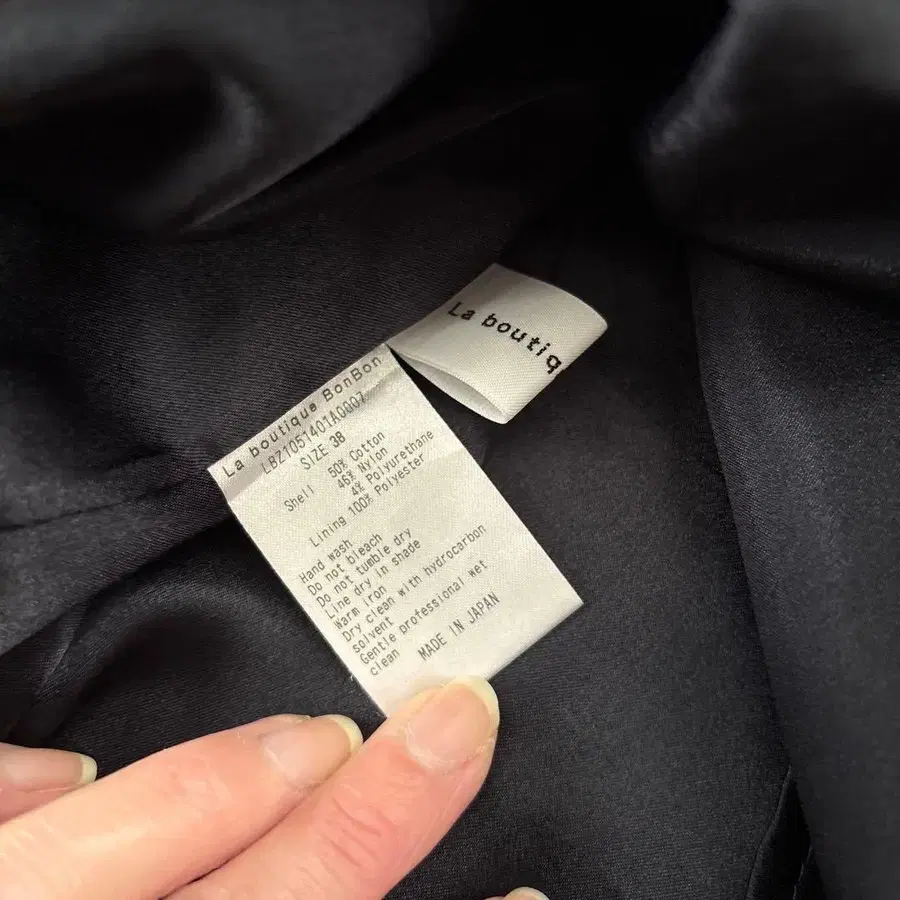 La boutiq
La boutique BonBon
LBZ1051401A0007
SIZE 38
Shell 50% Cotton
46% Nylon
4% Polyurethane
Lining 100% Polyester
Hand wash
Do not bleach
Do not tumble dry
Line dry in shade
Warm iron
Dry clean with hydrocarbon
solvent
Gentle professional wet
clean
MADE IN JAPAN